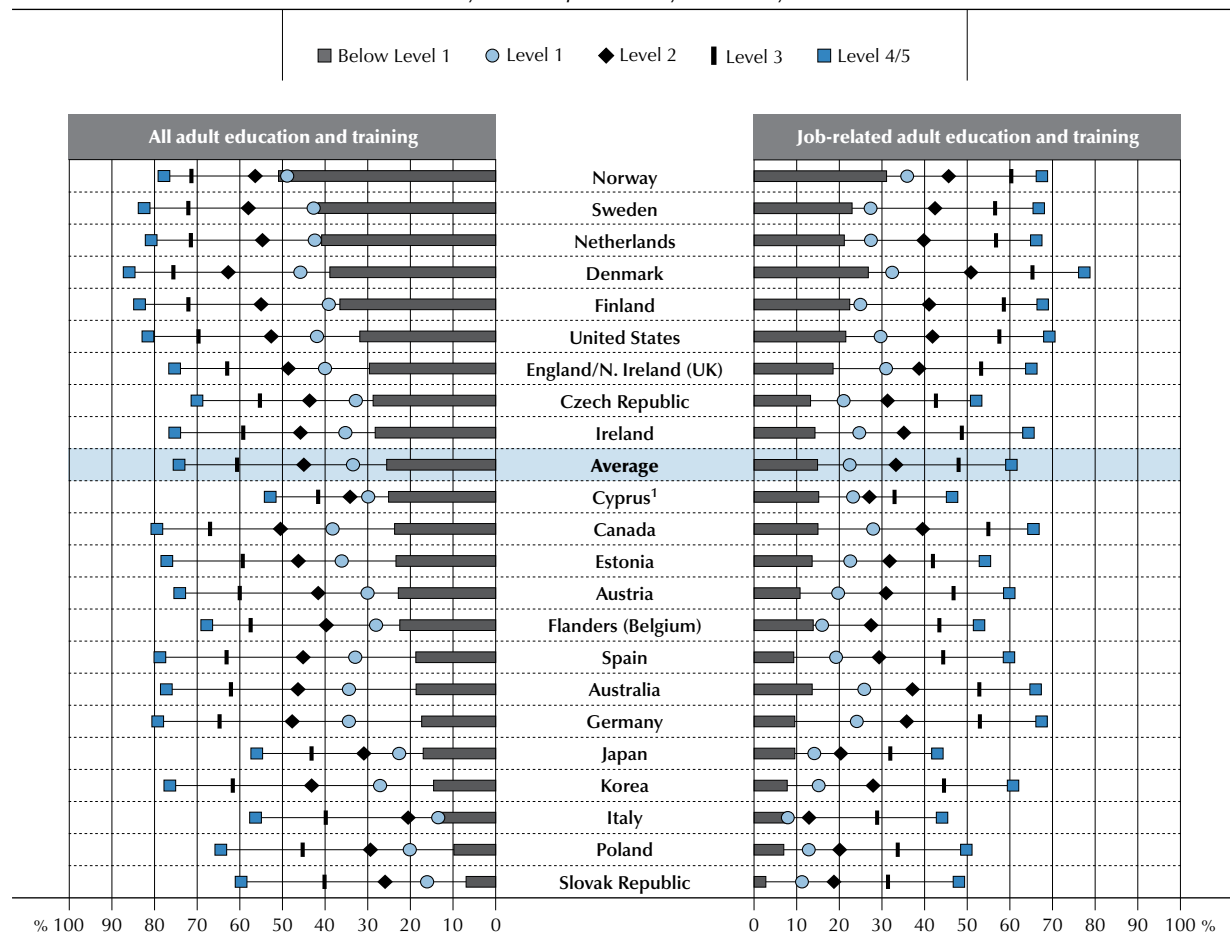 Below Level 1 Level 1 Level 2 Level 3 Level 4/5
All adult education and training Job-related adult education and training
Norway
Sweden
Netherlands
Denmark
Finland
United States
England/N. Ireland (UK)
Czech Republic
Ireland
Average
Cyprus1
Canada
Estonia
Austria
Flanders (Belgium)
Spain
Australia
Germany
Japan
Korea
Italy
Poland
Slovak Republic
% 100 90 80 70 60 50 40 30 20 10 0 0 10 20 30 40 50 60 70 80 90 100 %